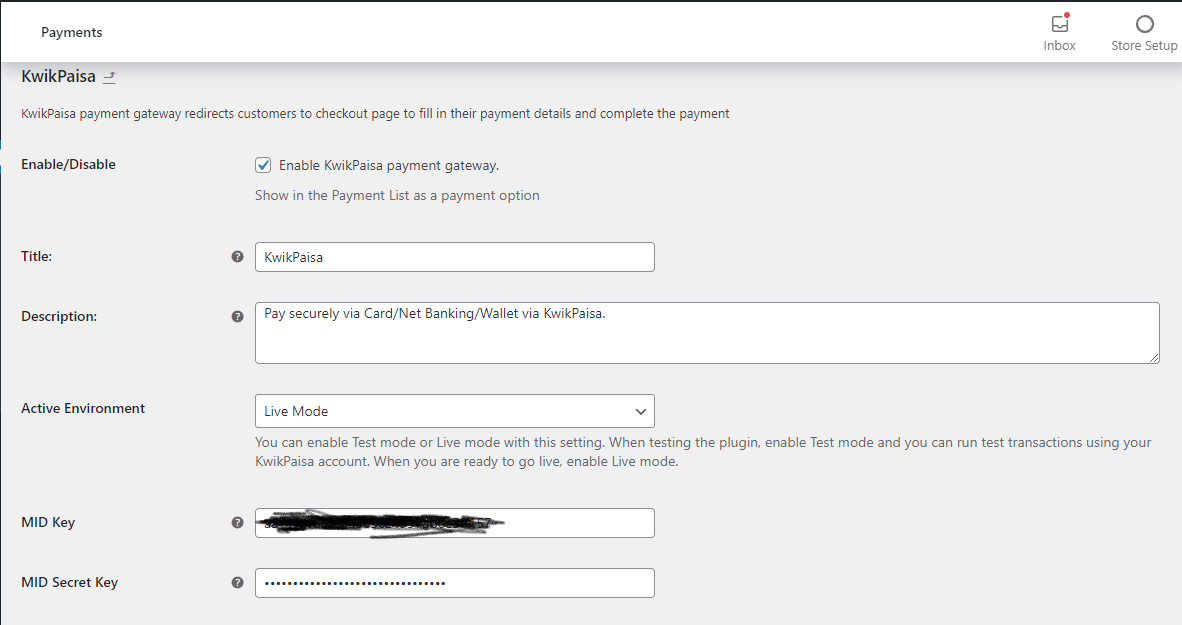 Payments
Inbox
Store Setup
KwikPaisa
KwikPaisa payment gateway redirects customers to checkout page to fill in their payment details and complete the payment
Enable/Disable
Enable KwikPaisa payment gateway.
Show in the Payment List as a payment option
Title:
KwikPaisa
Description:
Pay securely via Card/Net Banking/Wallet via KwikPaisa.
Active Environment
Live Mode
You can enable Test mode or Live mode with this setting. When testing the plugin, enable Test mode and you can run test transactions using your
KwikPaisa account. When you are ready to go live, enable Live mode.
MID Key
MID Secret Key